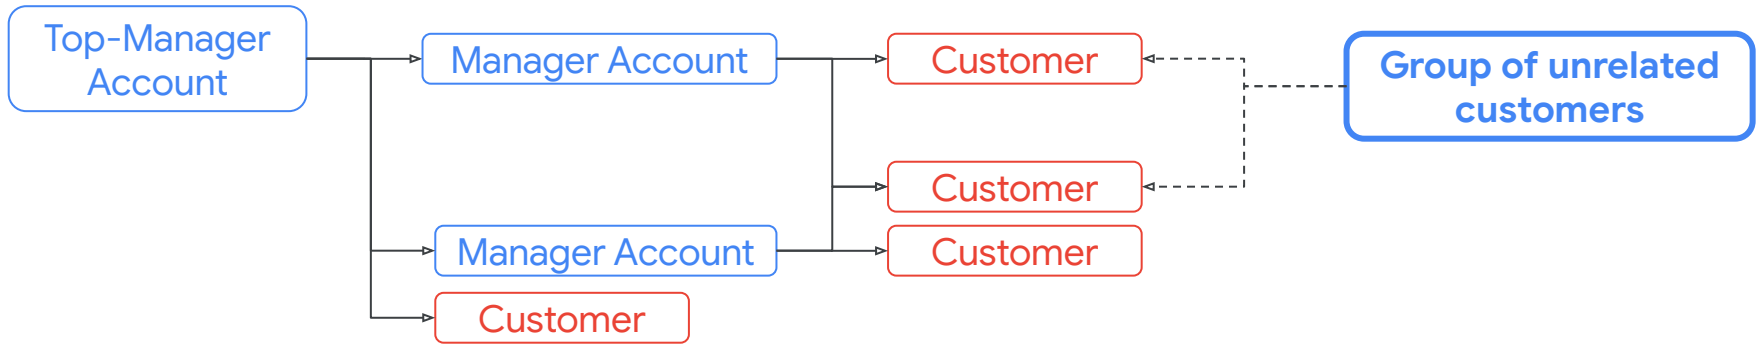 Top-Manager
Account
Manager Account
Customer
Group of unrelated
customers
Customer
Manager Account
Customer
Customer